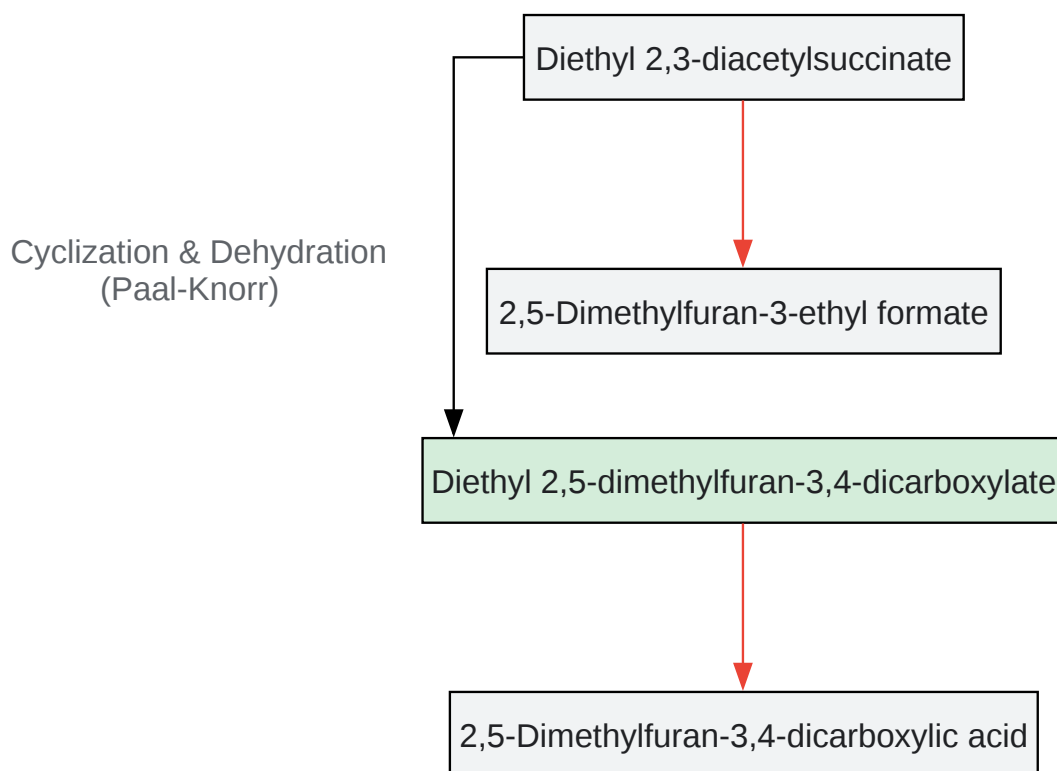 Diethyl 2,3-diacetylsuccinate
Cyclization & Dehydration
(Paal-Knorr)
2,5-Dimethylfuran-3-ethyl formate
Diethyl 2,5-dimethylfuran-3,4-dicarboxylate
2,5-Dimethylfuran-3,4-dicarboxylic acid